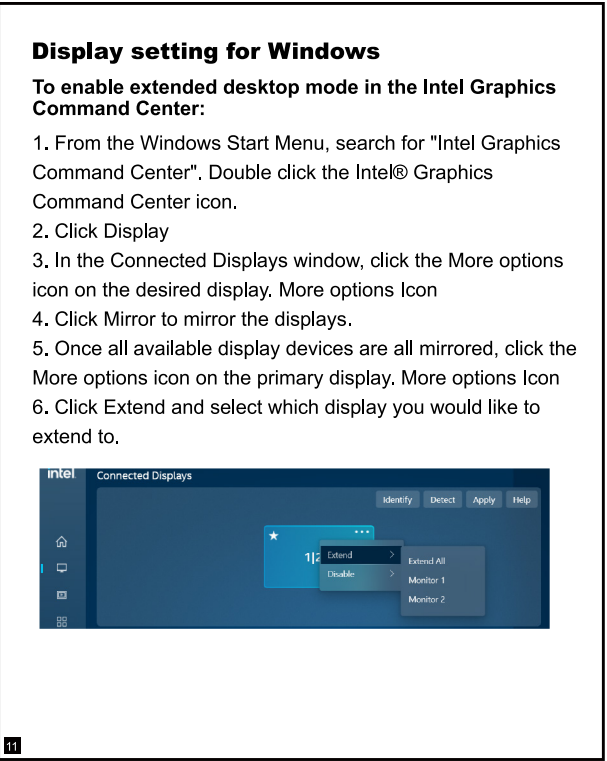 Display setting for Windows
To enable extended desktop mode in the Intel Graphics
Command Center:
1. From the Windows Start Menu, search for "Intel Graphics
Command Center". Double click the Intel® Graphics
Command Center icon.
2. Click Display
3. In the Connected Displays window, click the More options
icon on the desired display. More options Icon
4. Click Mirror to mirror the displays.
5. Once all available display devices are all mirrored, click the
More options icon on the primary display. More options Icon
6. Click Extend and select which display you would like to
extend to.
intel. Connected Displays
Identify Detect Apply Help
1|2
Extend
Disable
Extend All
Monitor 1
Monitor 2
11